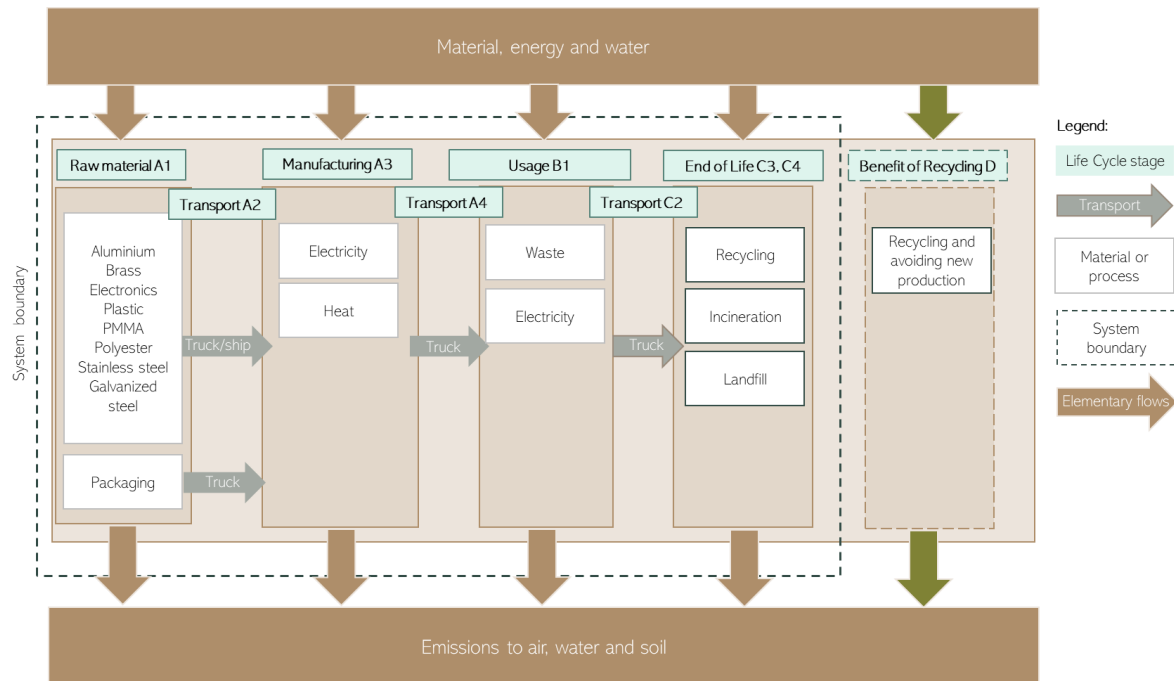 Material, energy and water
System boundary
Raw material A1
Manufacturing A3
Usage B1
End of Life C3, C4
Benefit of Recycling D
Transport A2
Transport A4
Transport C2
Aluminium
Brass
Electronics
Plastic
PMMA
Polyester
Stainless steel
Galvanized
steel
Packaging
Truck/ship
Truck
Electricity
Heat
Truck
Waste
Electricity
Truck
Recycling
Incineration
Landfill
Recycling and
avoiding new
production
Emissions to air, water and soil
Legend:
Life Cycle stage
Transport
Material or
process
System
boundary
Elementary flows